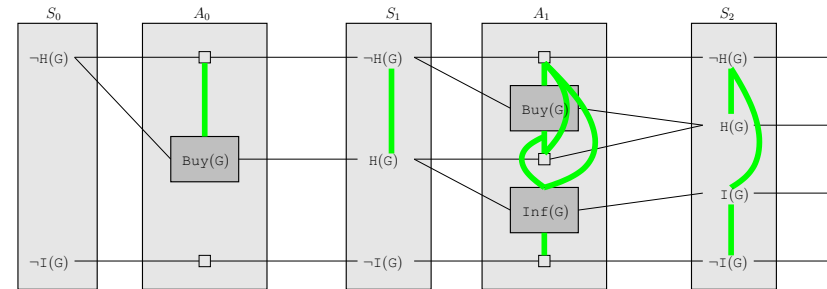 S₀ A₀ S₁ A₁ S₂
¬H(G) ¬H(G) ¬H(G)
Buy(G)
H(G)
Buy(G) H(G)
Inf(G) I(G)
¬I(G) ¬I(G) ¬I(G)